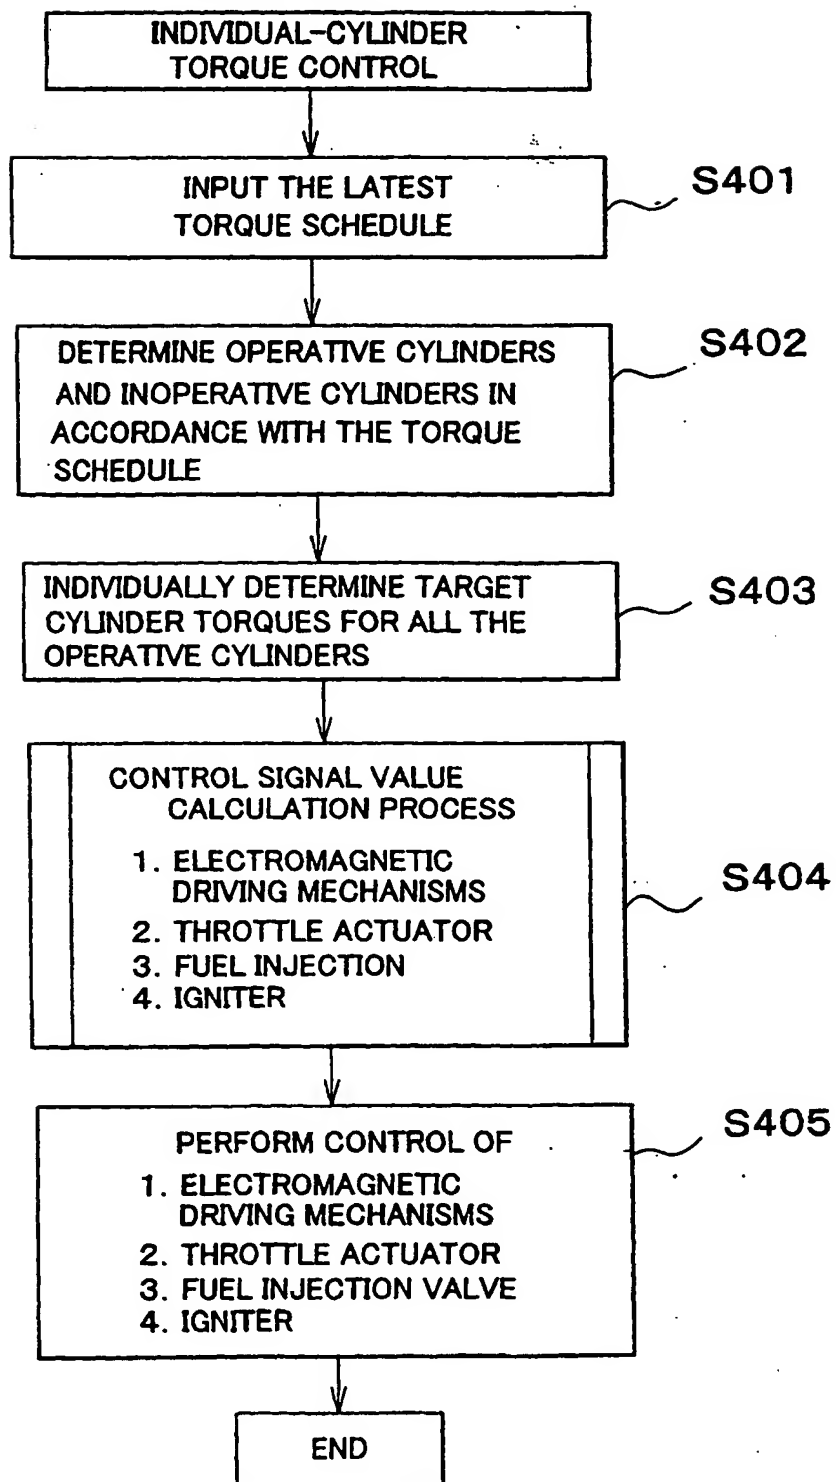 INDIVIDUAL-CYLINDER
TORQUE CONTROL
INPUT THE LATEST
TORQUE SCHEDULE
S401
DETERMINE OPERATIVE CYLINDERS
AND INOPERATIVE CYLINDERS IN
ACCORDANCE WITH THE TORQUE
SCHEDULE
S402
INDIVIDUALLY DETERMINE TARGET
CYLINDER TORQUES FOR ALL THE
OPERATIVE CYLINDERS
S403
CONTROL SIGNAL VALUE
CALCULATION PROCESS
1. ELECTROMAGNETIC
DRIVING MECHANISMS
2. THROTTLE ACTUATOR
3. FUEL INJECTION
4. IGNITER
S404
PERFORM CONTROL OF
1. ELECTROMAGNETIC
DRIVING MECHANISMS
2. THROTTLE ACTUATOR
3. FUEL INJECTION VALVE
4. IGNITER
S405
END